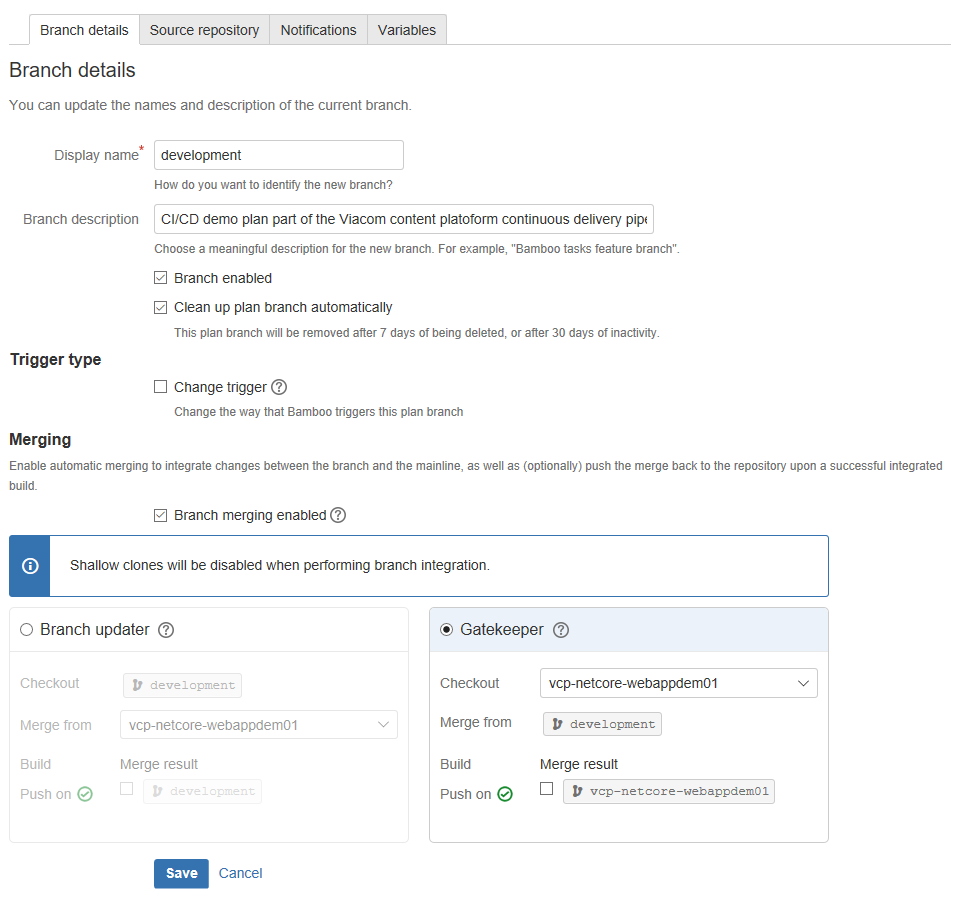 Branch details Source repository Notifications Variables
Branch details
You can update the names and description of the current branch.
Display name* development
How do you want to identify the new branch?
Branch description CI/CD demo plan part of the Viacom content platoform continuous delivery pipe
Choose a meaningful description for the new branch. For example, "Bamboo tasks feature branch".
Branch enabled
Clean up plan branch automatically
This plan branch will be removed after 7 days of being deleted, or after 30 days of inactivity.
Trigger type
Change trigger ?
Change the way that Bamboo triggers this plan branch
Merging
Enable automatic merging to integrate changes between the branch and the mainline, as well as (optionally) push the merge back to the repository upon a successful integrated
build.
Branch merging enabled ?
Shallow clones will be disabled when performing branch integration.
Branch updater ?
Checkout development
Merge from vcp-netcore-webappdem01
Build Merge result
Push on development
Gatekeeper ?
Checkout vcp-netcore-webappdem01
Merge from development
Build Merge result
Push on vcp-netcore-webappdem01
Save Cancel